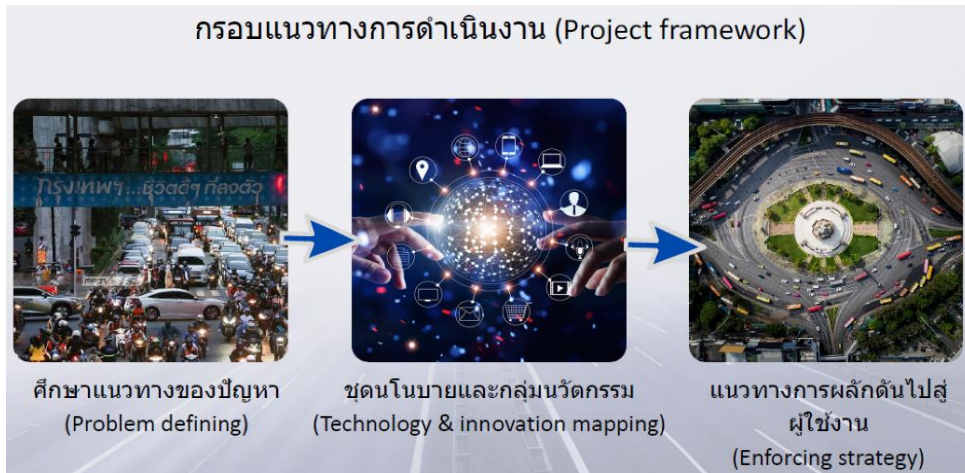 กรอบแนวทางการดำเนินงาน (Project framework)
กรุงเทพฯ...ชีวิตดีๆ ที่ลงตัว
ศึกษาแนวทางของปัญหา
(Problem defining)
ชุดนโนบายและกลุ่มนวัตกรรม
(Technology & innovation mapping)
แนวทางการผลักดันไปสู่
ผู้ใช้งาน
(Enforcing strategy)